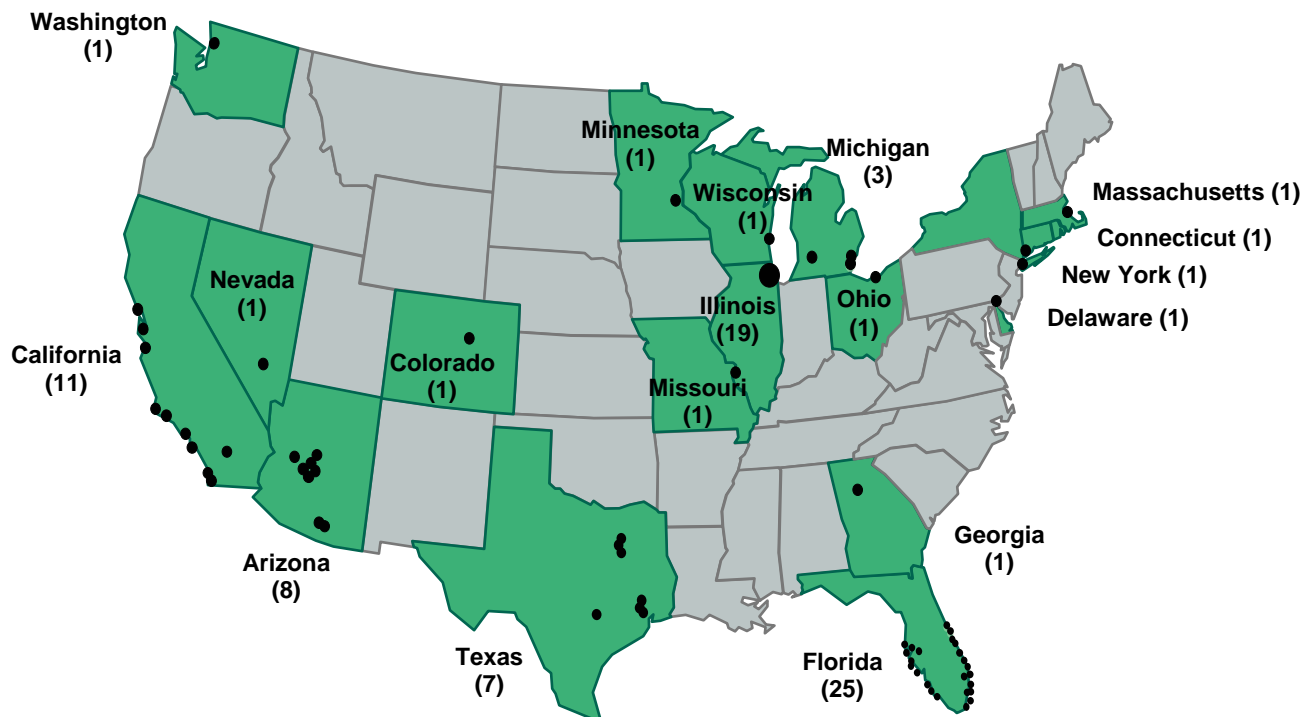 Washington
(1)
Minnesota
(1)
Michigan
(3)
Wisconsin
(1)
Massachusetts (1)
Connecticut (1)
New York (1)
Delaware (1)
Nevada
(1)
Illinois
(19)
Ohio
(1)
California
(11)
Colorado
(1)
Missouri
(1)
Arizona
(8)
Georgia
(1)
Texas
(7)
Florida
(25)